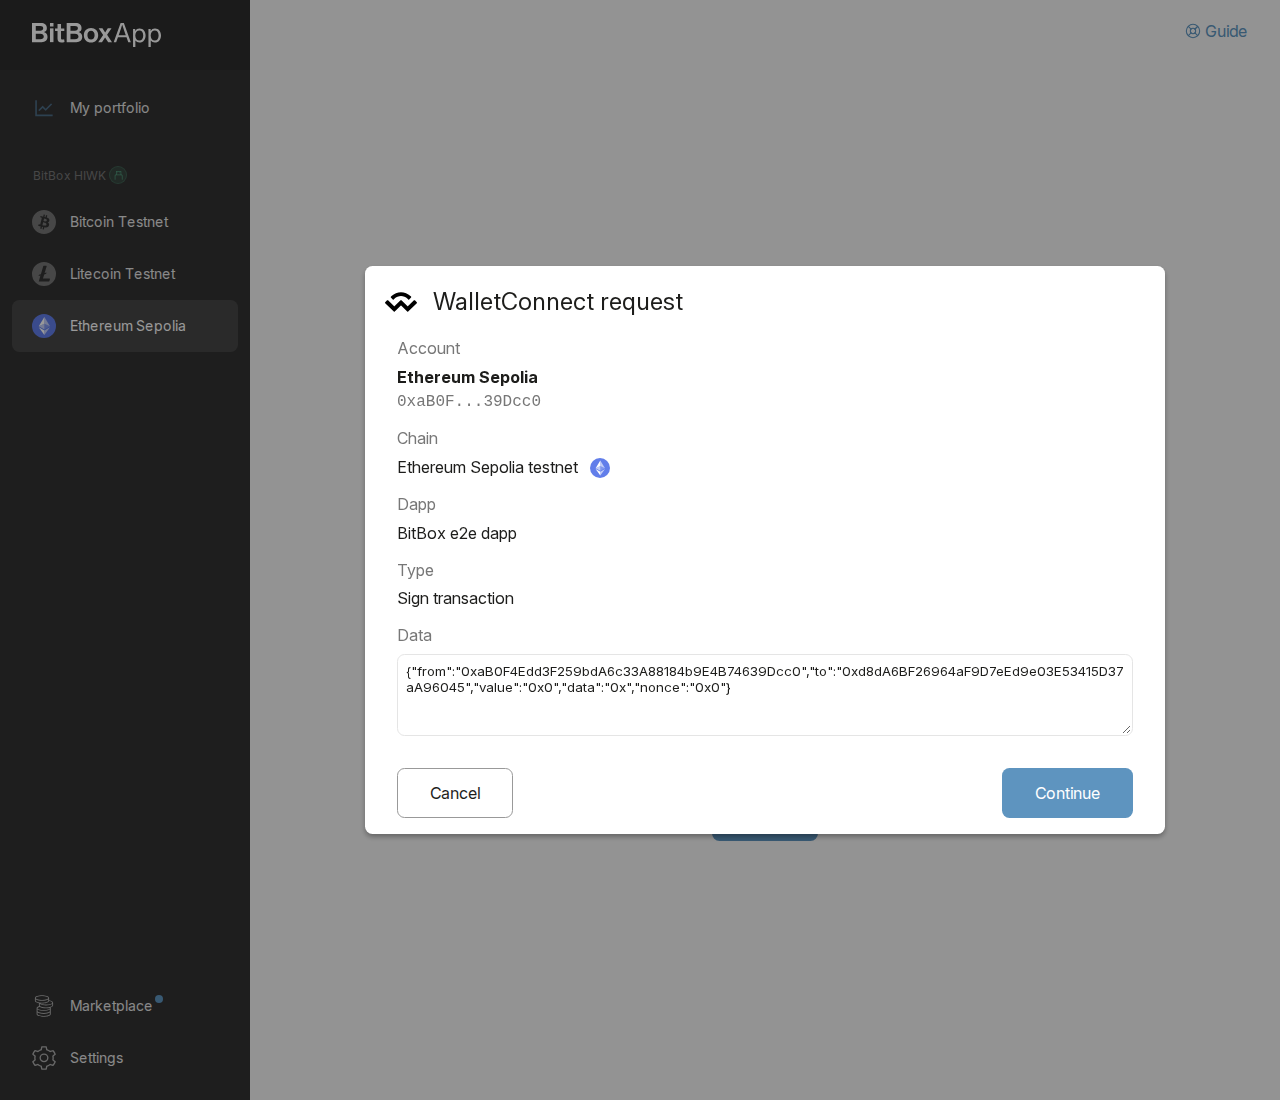 BitBoxApp
Guide
My portfolio
BitBox HIWK
Bitcoin Testnet
Litecoin Testnet
Ethereum Sepolia
WalletConnect request
Account
Ethereum Sepolia
0xaB0F...39Dcc0
Chain
Ethereum Sepolia testnet
Dapp
BitBox e2e dapp
Type
Sign transaction
Data
{"from":"0xaB0F4Edd3F259bdA6c33A88184b9E4B74639Dcc0","to":"0xd8dA6BF26964aF9D7eEd9e03E53415D37
aA96045","value":"0x0","data":"0x","nonce":"0x0"}
Cancel
Continue
Marketplace
Settings